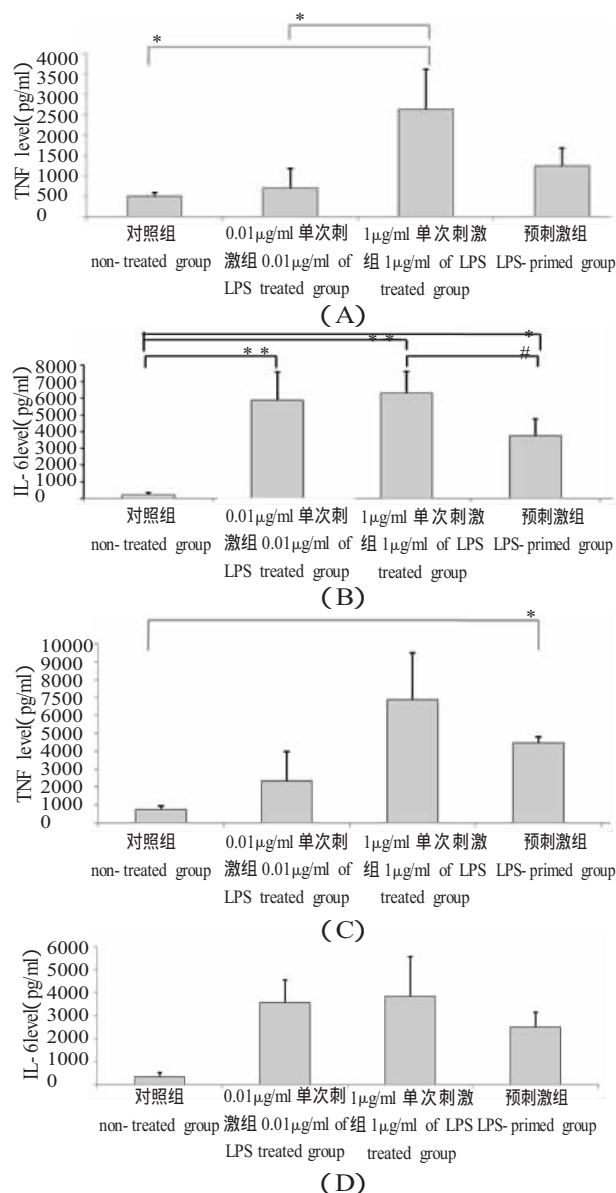 * *
TNF level(pg/ml)
4000
3500
3000
2500
2000
1500
1000
500
0
对照组 0.01μg/ml 单次刺 1μg/ml 单次刺激 预刺激组
non-treated group 激组 0.01μg/ml of 组 1μg/ml of LPS LPS-primed group
LPS treated group treated group
(A)
* * * * * #
IL-6level(pg/ml)
8000
7000
6000
5000
4000
3000
2000
1000
0
对照组 0.01μg/ml 单次刺 1μg/ml 单次刺激 预刺激组
non-treated group 激组 0.01μg/ml of 组 1μg/ml of LPS LPS-primed group
LPS treated group treated group
(B)
*
TNF level(pg/ml)
10000
9000
7500
6000
5000
4000
2000
1000
0
对照组 0.01μg/ml 单次刺 1μg/ml 单次刺激 预刺激组
non-treated group 激组 0.01μg/ml of 组 1μg/ml of LPS LPS-primed group
LPS treated group treated group
(C)
IL-6level(pg/ml)
6000
5000
4000
3000
2000
1000
0
对照组 0.01μg/ml 单次刺 1μg/ml 单次刺激 预刺激组
non-treated group 激组 0.01μg/ml of 组 1μg/ml of LPS LPS-primed group
LPS treated group treated group
(D)